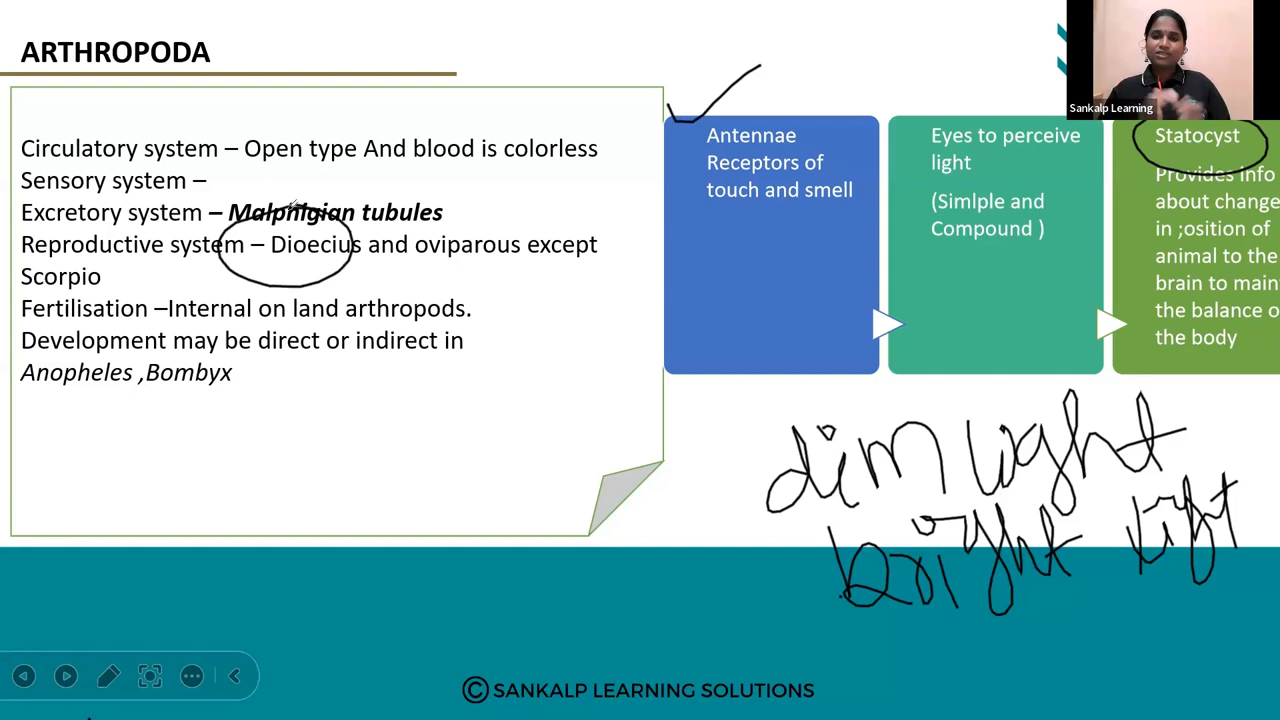 ARTHROPODA
Circulatory system – Open type And blood is colorless
Sensory system –
Excretory system – Malphigian tubules
Reproductive system – Dioecius and oviparous except
Scorpio
Fertilisation –Internal on land arthropods.
Development may be direct or indirect in
Anopheles ,Bombyx
Antennae
Receptors of
touch and smell
Eyes to perceive
light
(Simlple and
Compound )
Statocyst
Provides info
about change
in ;osition of
animal to the
brain to main
the balance o
the body
Sankalp Learning
dim light
bright light
© SANKALP LEARNING SOLUTIONS